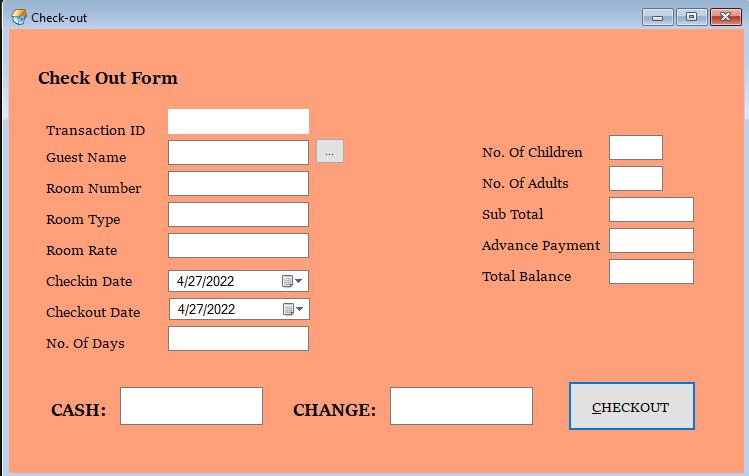 Check-out
Check Out Form
Transaction ID
Guest Name
...
Room Number
Room Type
Room Rate
Checkin Date 4/27/2022
Checkout Date 4/27/2022
No. Of Days
No. Of Children
No. Of Adults
Sub Total
Advance Payment
Total Balance
CASH:
CHANGE:
CHECKOUT